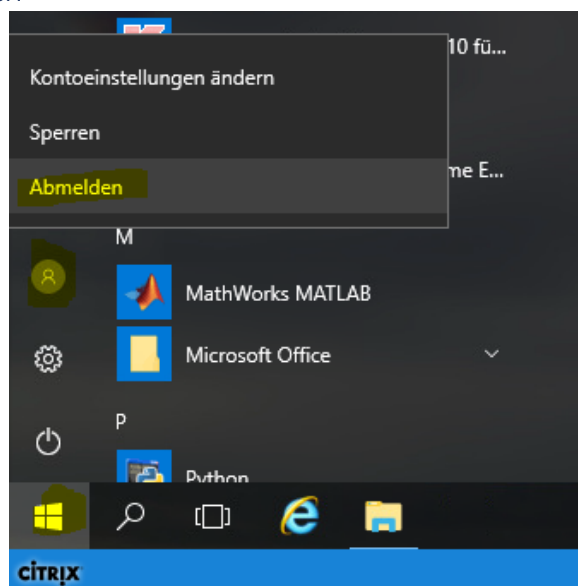 10 fü...
Kontoeinstellungen ändern
Sperren
me E...
Abmelden
M
MathWorks MATLAB
Microsoft Office
P
Python
CITRIX